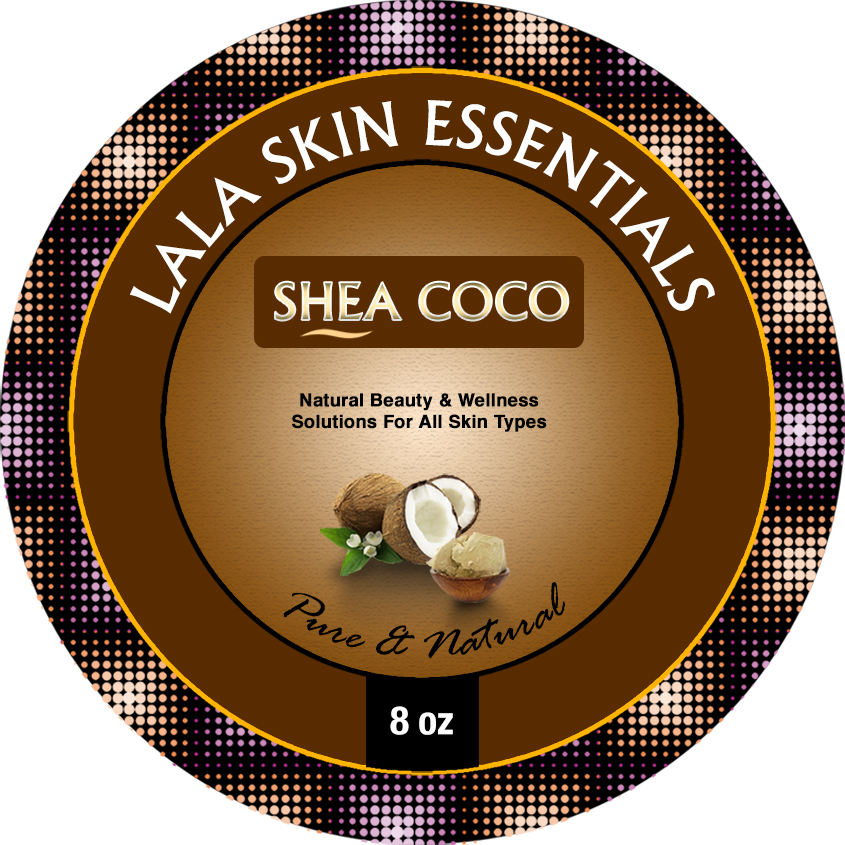 LALA SKIN ESSENTIALS
SHEA COCO
Natural Beauty & Wellness
Solutions For All Skin Types
Pure & Natural
8 oz